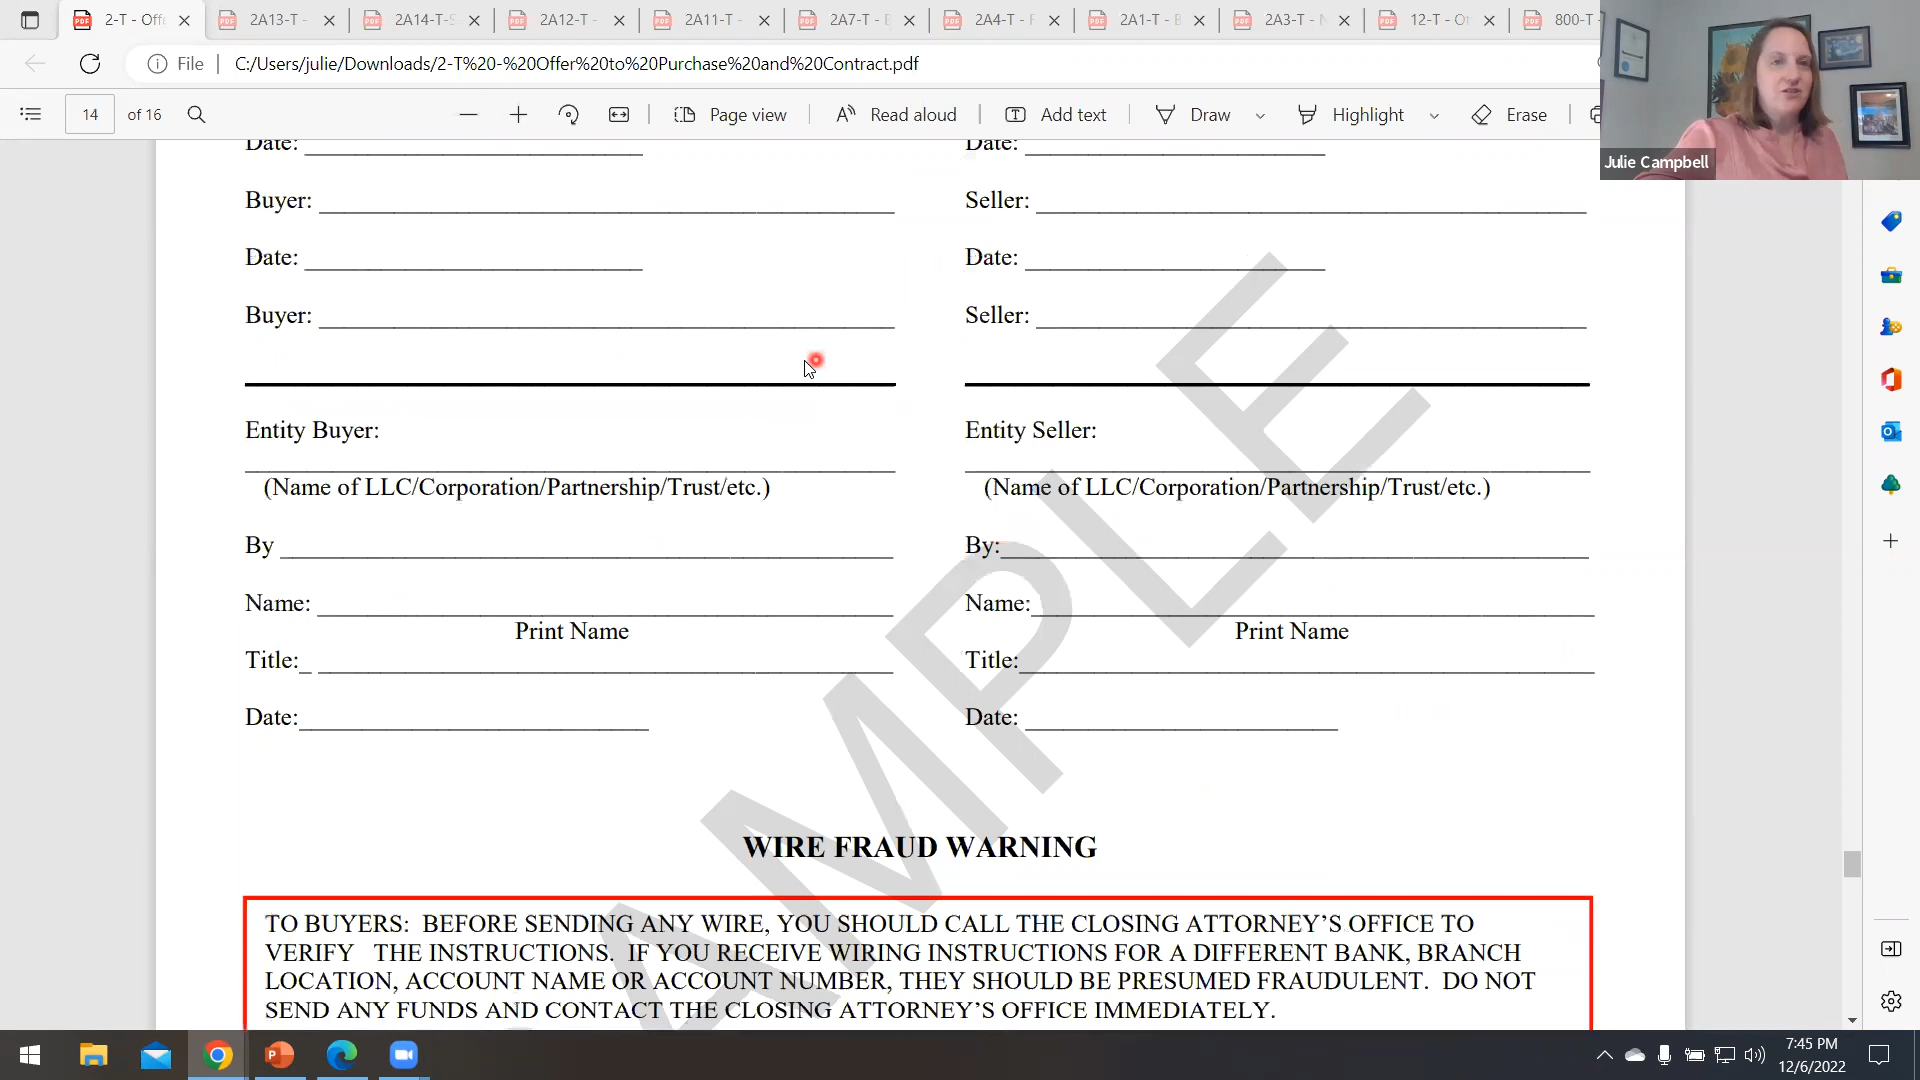 2-T - Off
2A13-T -
2A14-T-S
2A12-T -
2A11-T -
2A7-T - B
2A4-T - F
2A1-T - B
2A3-T - N
12-T - O
800-T -
File
C:/Users/julie/Downloads/2-T%20-%20Offer%20to%20Purchase%20and%20Contract.pdf
14 of 16
Page view
Read aloud
Add text
Draw
Highlight
Erase
Julie Campbell
Date: Date:
Buyer: Seller:
Date: Date:
Buyer: Seller:
Entity Buyer: Entity Seller:
(Name of LLC/Corporation/Partnership/Trust/etc.) (Name of LLC/Corporation/Partnership/Trust/etc.)
By By:
Name: Name:
Print Name Print Name
Title: Title:
Date: Date:
SAMPLE
WIRE FRAUD WARNING
TO BUYERS: BEFORE SENDING ANY WIRE, YOU SHOULD CALL THE CLOSING ATTORNEY’S OFFICE TO
VERIFY THE INSTRUCTIONS. IF YOU RECEIVE WIRING INSTRUCTIONS FOR A DIFFERENT BANK, BRANCH
LOCATION, ACCOUNT NAME OR ACCOUNT NUMBER, THEY SHOULD BE PRESUMED FRAUDULENT. DO NOT
SEND ANY FUNDS AND CONTACT THE CLOSING ATTORNEY’S OFFICE IMMEDIATELY.
7:45 PM
12/6/2022